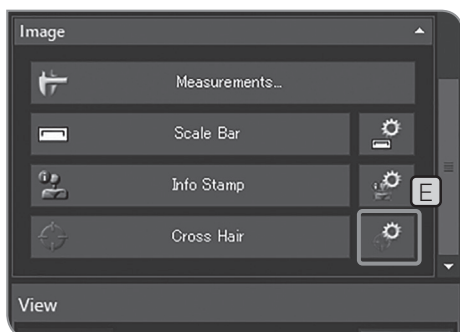 Image
Measurements...
Scale Bar
Info Stamp
E
Cross Hair
View